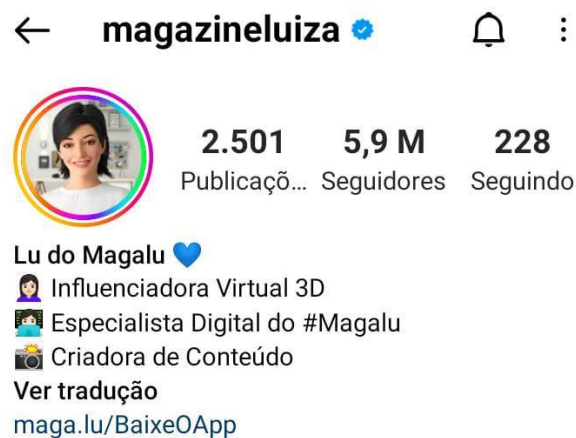 magazineluiza
2.501 5,9 M 228
Publicaçõ... Seguidores Seguindo
Lu do Magalu 💙
🙍🏻‍♀️ Influenciadora Virtual 3D
👩🏻‍💻 Especialista Digital do #Magalu
📸 Criadora de Conteúdo
Ver tradução
maga.lu/BaixeOApp